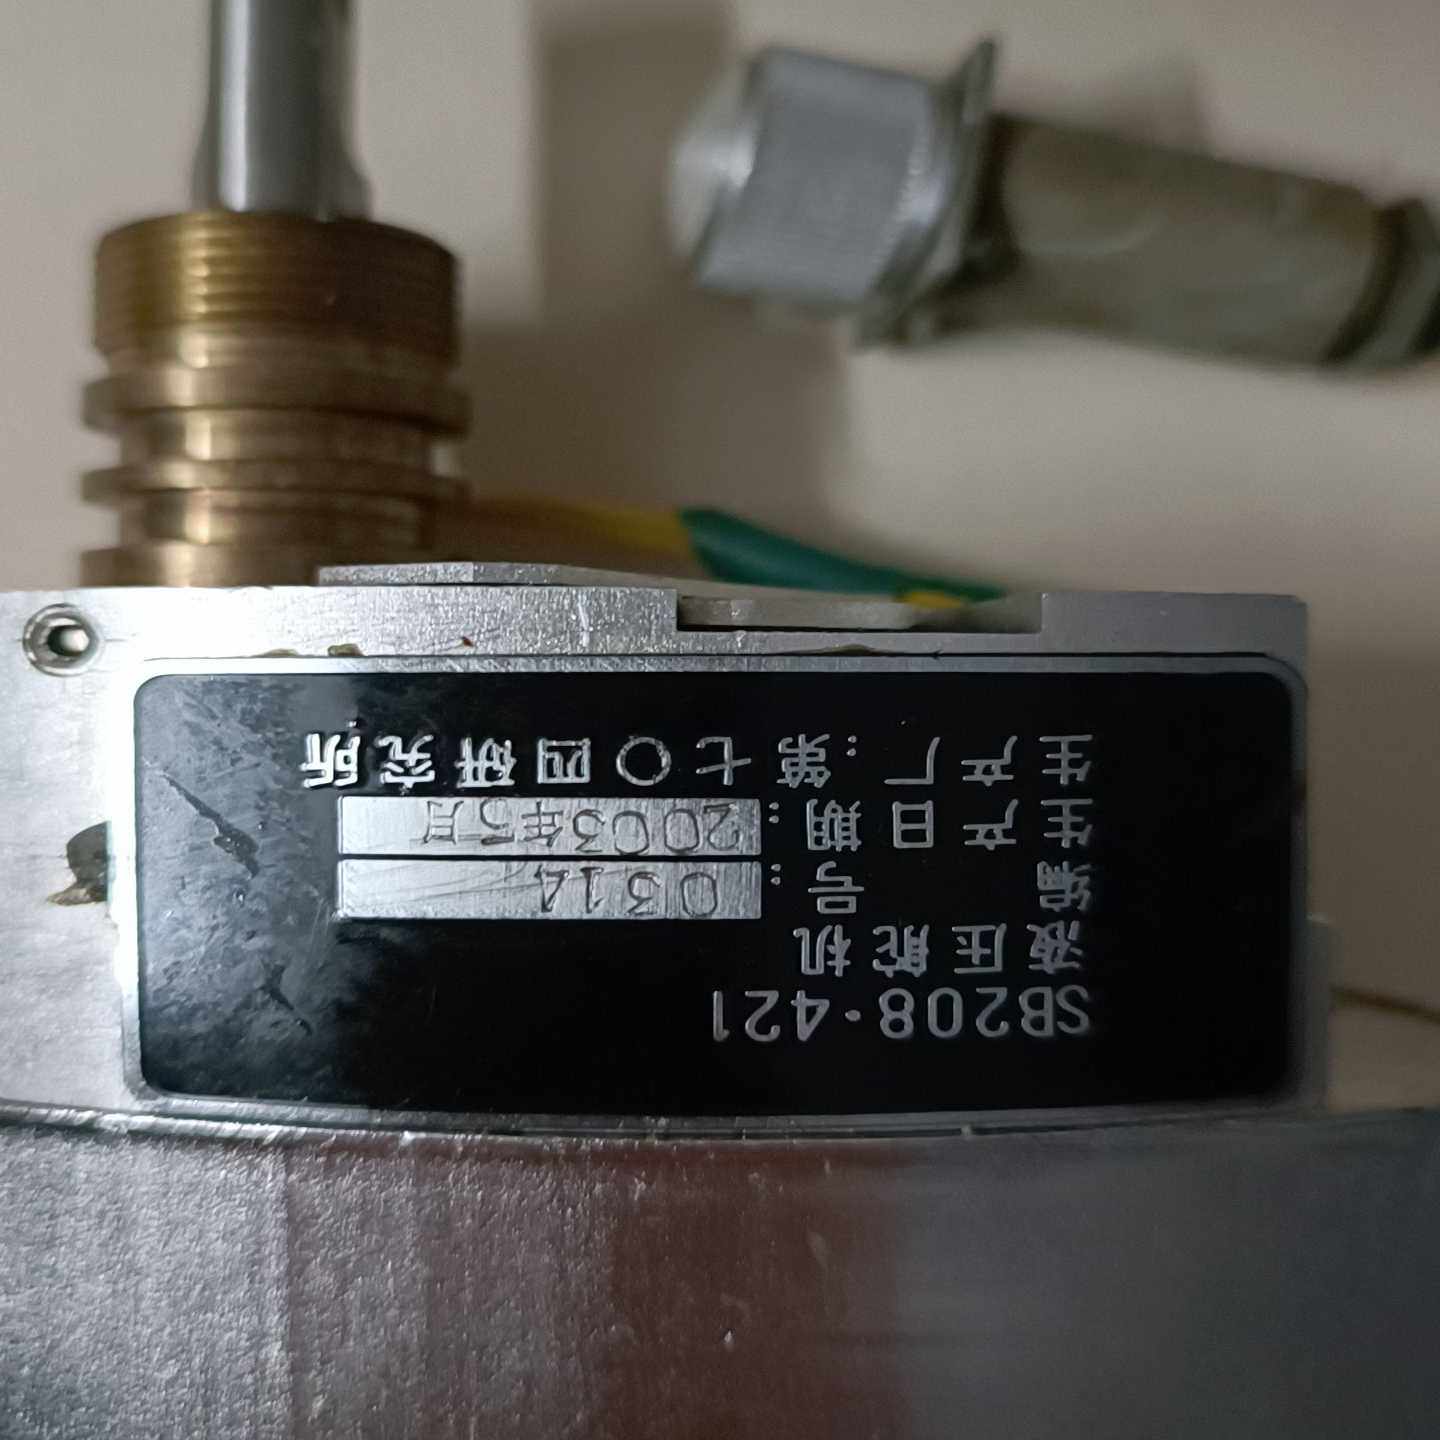 SB208·421
液压舵机
编号：0314
生产日期：2003年5月
生产厂：第七〇四研究所